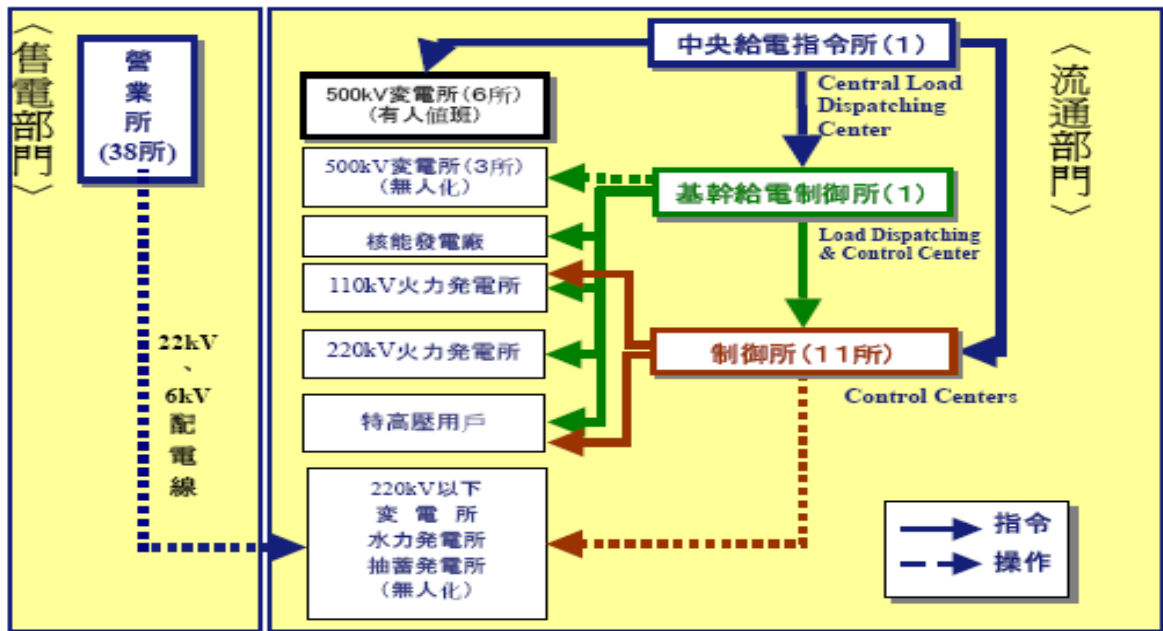 〈售電部門〉
營
業
所
(38所)
22kV
、
6kV
配
電
線
中央給電指令所(1)
Central Load
Dispatching
Center
〈流通部門〉
500kV変電所(6所)
(有人値班)
500kV変電所(3所)
(無人化)
基幹給電制御所(1)
Load Dispatching
& Control Center
核能發電廠
110kV火力発電所
220kV火力発電所
制御所(11所)
Control Centers
特高壓用戶
220kV以下
変電所
水力発電所
抽蓄発電所
(無人化)
指令
操作